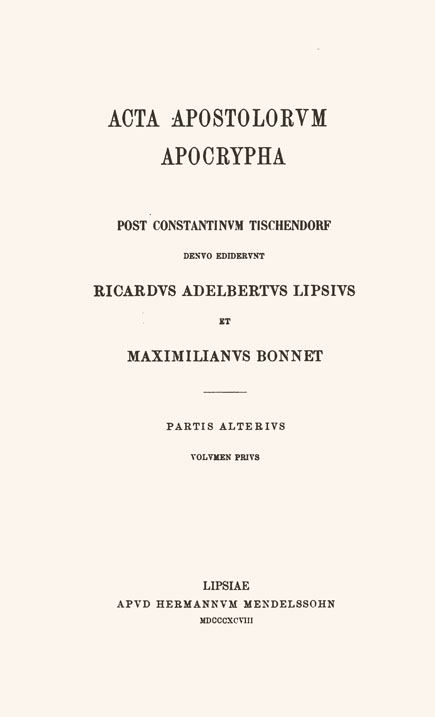 ACTA APOSTOLORVM
APOCRYPHA
POST CONSTANTINVM TISCHENDORF
DENVO EDIDERVNT
RICARDVS ADELBERTVS LIPSIVS
ET
MAXIMILIANVS BONNET
PARTIS ALTERIVS
VOLVMEN PRIVS
LIPSIAE
APVD HERMANNVM MENDELSSOHN
MDCCCXCVIII